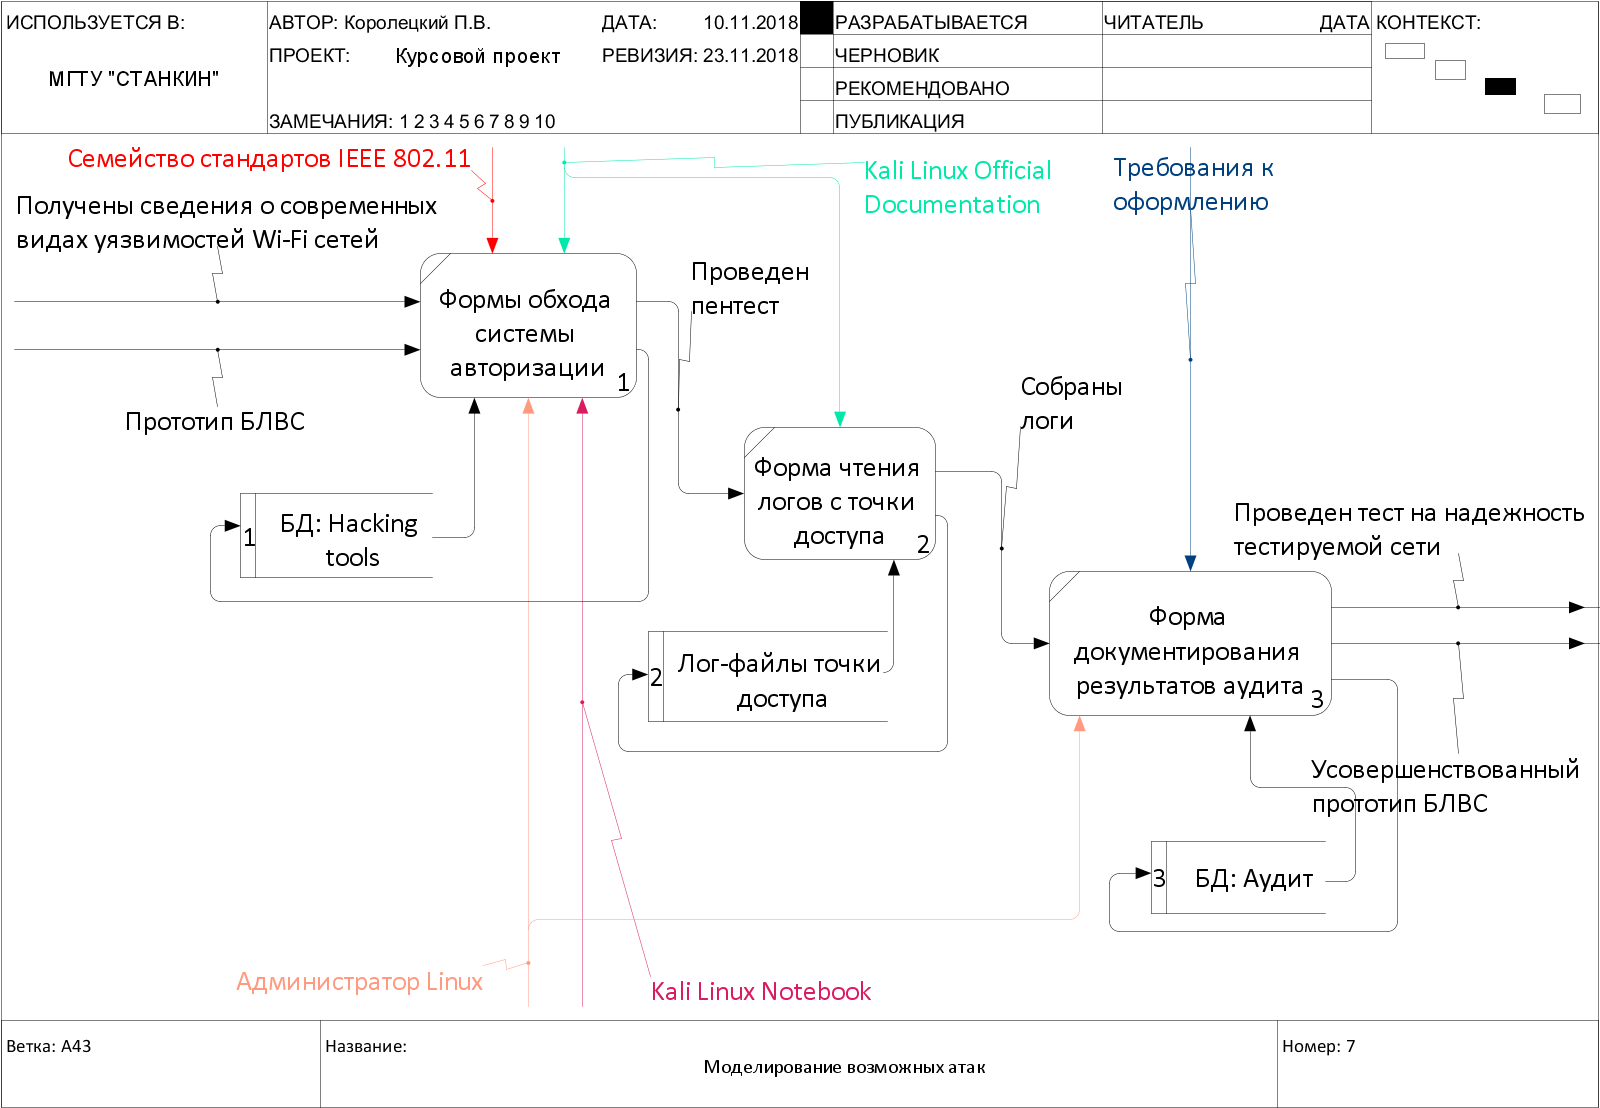 ИСПОЛЬЗУЕТСЯ В:
МГТУ "СТАНКИН"
АВТОР: Королецкий П.В.
ДАТА: 10.11.2018
ПРОЕКТ: Курсовой проект
РЕВИЗИЯ: 23.11.2018
ЗАМЕЧАНИЯ: 1 2 3 4 5 6 7 8 9 10
РАЗРАБАТЫВАЕТСЯ
ЧЕРНОВИК
РЕКОМЕНДОВАНО
ПУБЛИКАЦИЯ
ЧИТАТЕЛЬ
ДАТА
КОНТЕКСТ:
Семейство стандартов IEEE 802.11
Kali Linux Official
Documentation
Требования к
оформлению
Получены сведения о современных
видах уязвимостей Wi-Fi сетей
Прототип БЛВС
Формы обхода
системы
авторизации
1
Проведен
пентест
Собраны
логи
Форма чтения
логов с точки
доступа
2
1
БД: Hacking
tools
Проведен тест на надежность
тестируемой сети
Форма
документирования
результатов аудита
3
2
Лог-файлы точки
доступа
Усовершенствованный
прототип БЛВС
3
БД: Аудит
Администратор Linux
Kali Linux Notebook
Ветка: A43
Название:
Моделирование возможных атак
Номер: 7